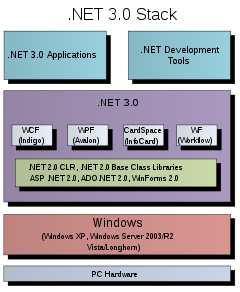 .NET 3.0 Stack
.NET 3.0 Applications
.NET Development
Tools
.NET 3.0
WCF
(Indigo)
WPF
(Avalon)
CardSpace
(InfoCard)
WF
(Workflow)
.NET 2.0 CLR, .NET 2.0 Base Class Libraries
ASP .NET 2.0, ADO.NET 2.0, WinForms 2.0
Windows
(Windows XP, Windows Server 2003/R2
Vista/Longhorn)
PC Hardware